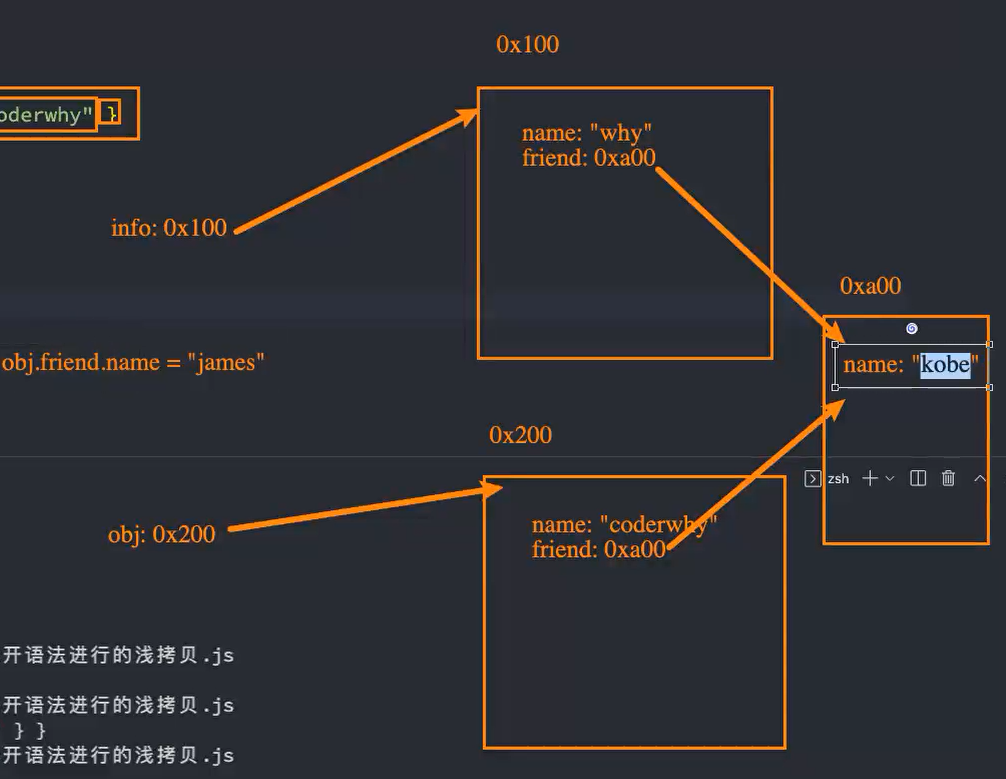 0x100
oderwhy" }
name: "why"
friend: 0xa00
info: 0x100
0xa00
obj.friend.name = "james"
name: "kobe"
0x200
zsh
name: "coderwhy"
friend: 0xa00
obj: 0x200
开语法进行的浅拷贝.js
开语法进行的浅拷贝.js
} }
开语法进行的浅拷贝.js